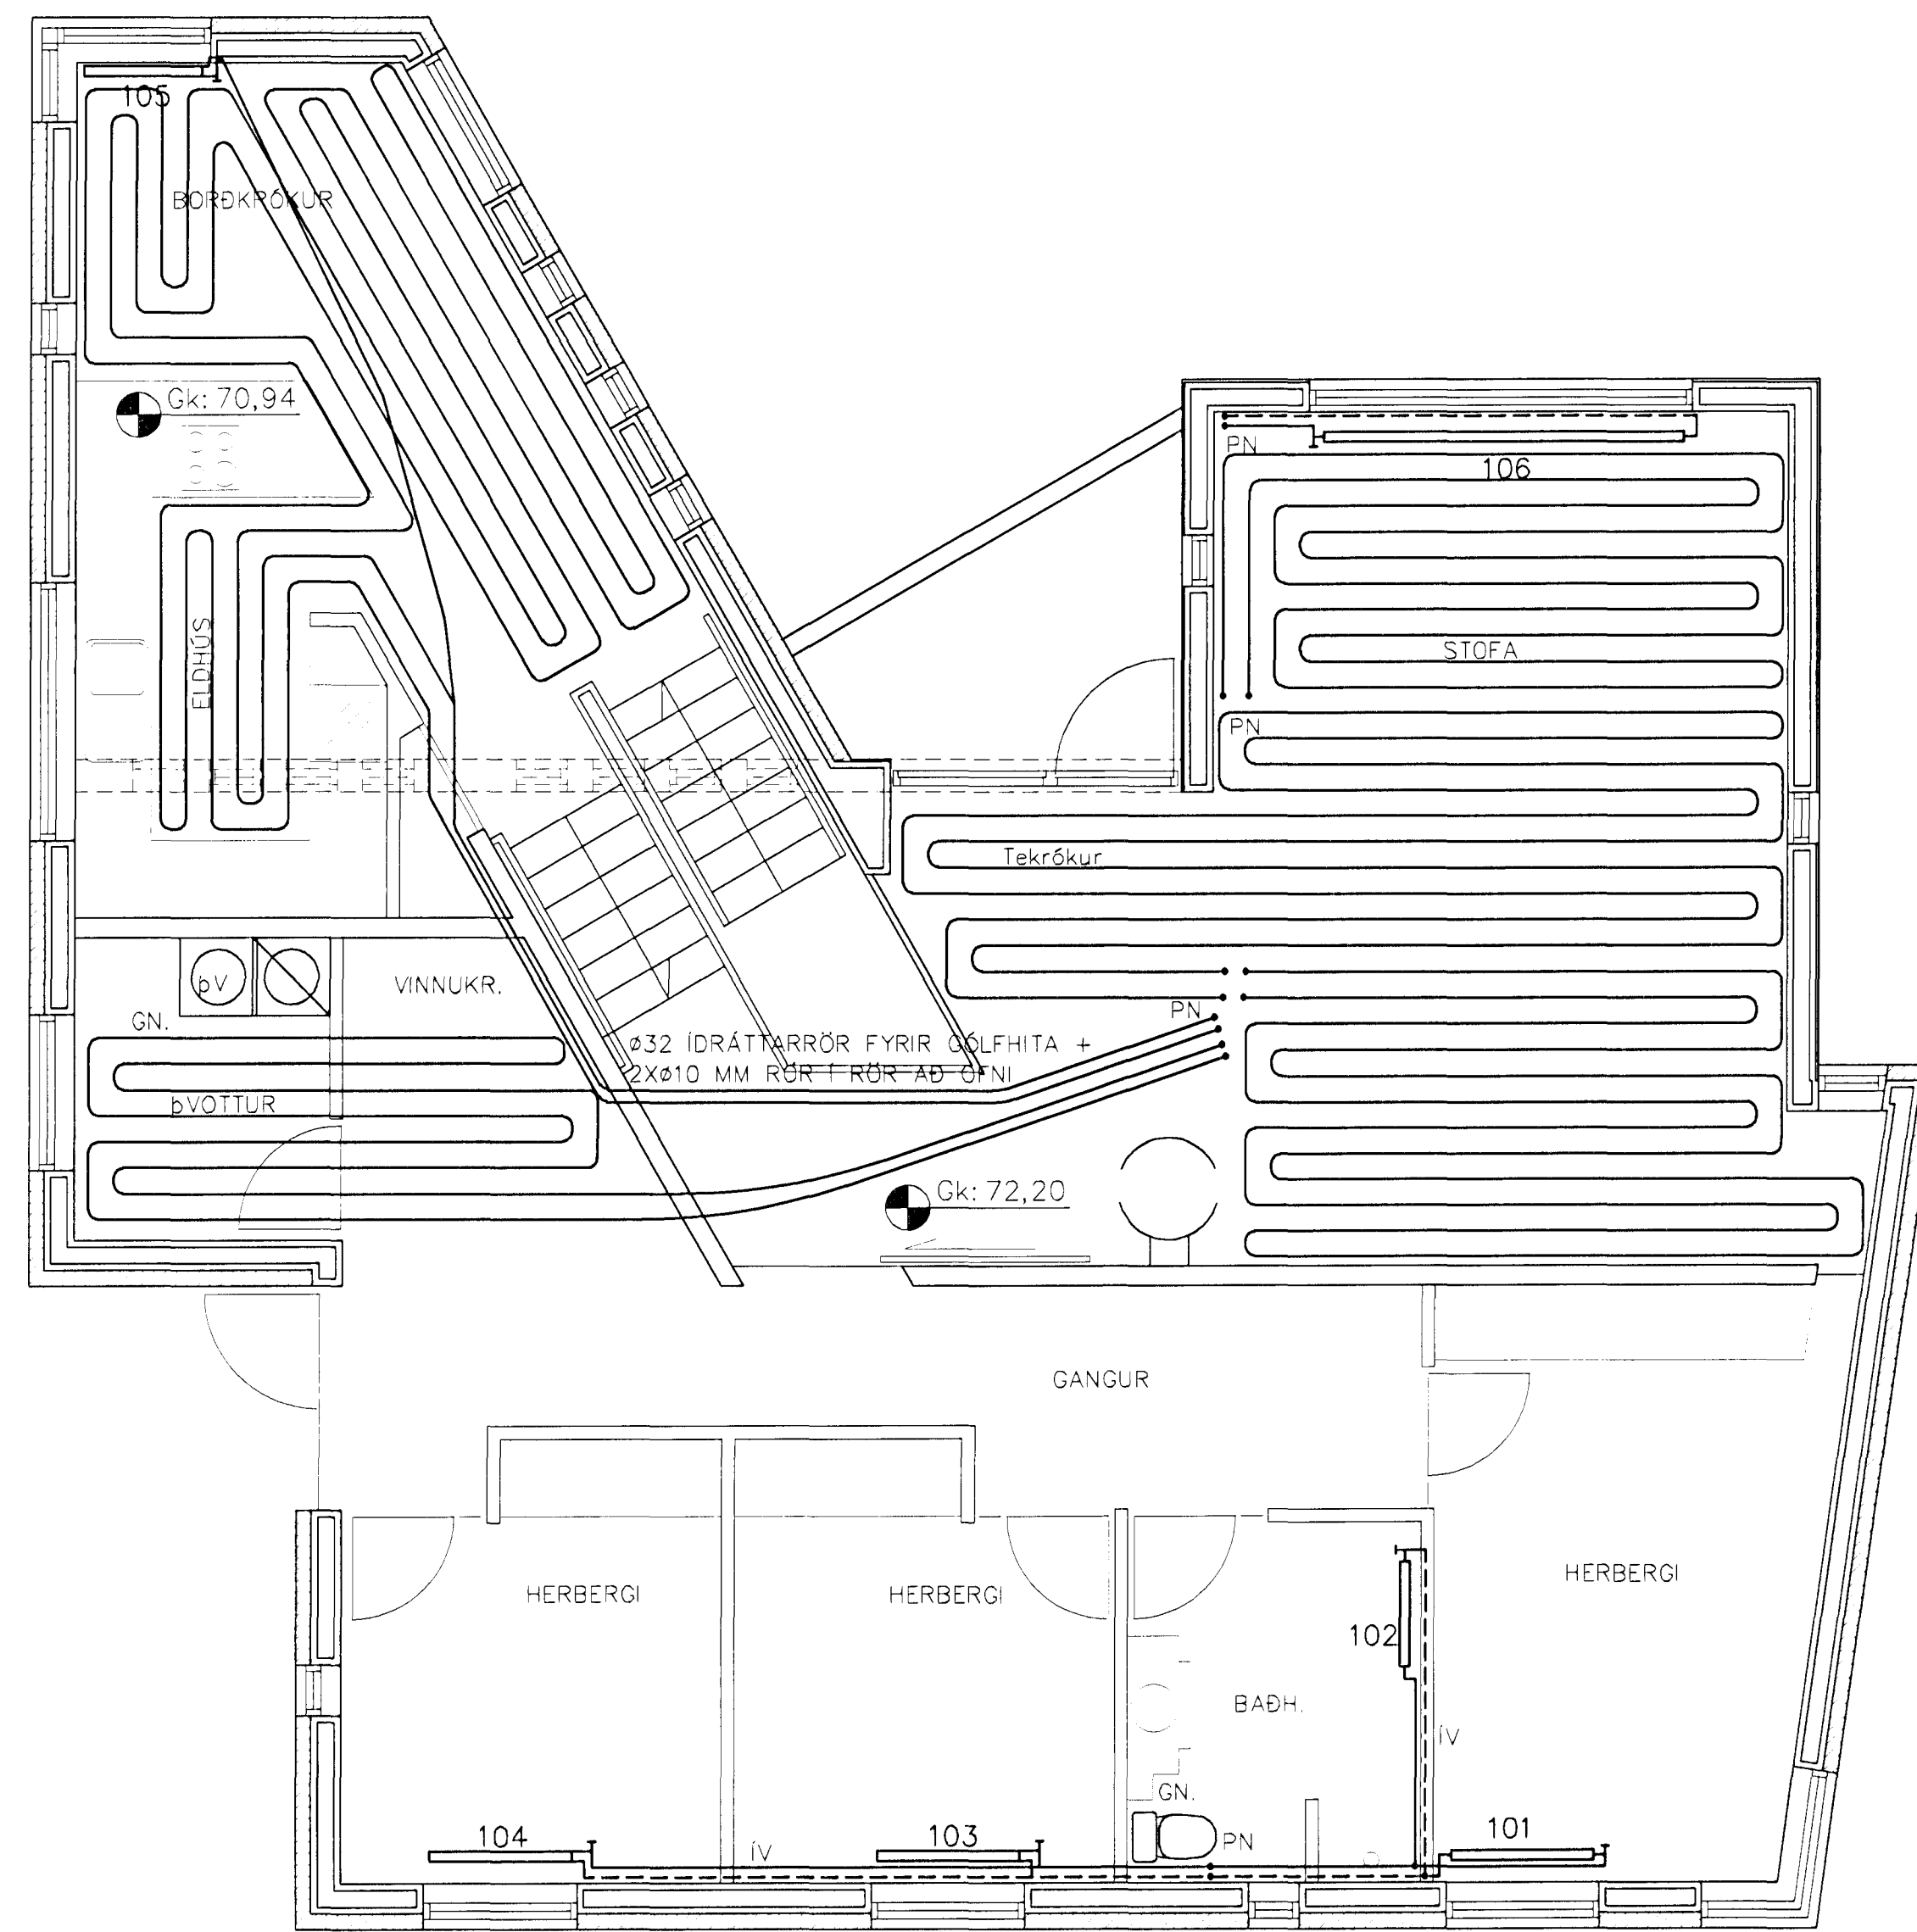 105
BORÐKRÓKUR
Gk: 70,94
PN
106
ELDHÚS
STOFA
PN
Tekrókur
þV
VINNUKR.
GN.
PN
ø32 ÍDRÁTTARRÖR FYRIR GÓLFHITA +
2Xø10 MM RÖR Í RÖR AÐ OFNI
þVOTTUR
Gk: 72,20
GANGUR
HERBERGI
HERBERGI
HERBERGI
102
BAÐH.
ÍV
GN.
104
ÍV
103
PN
101